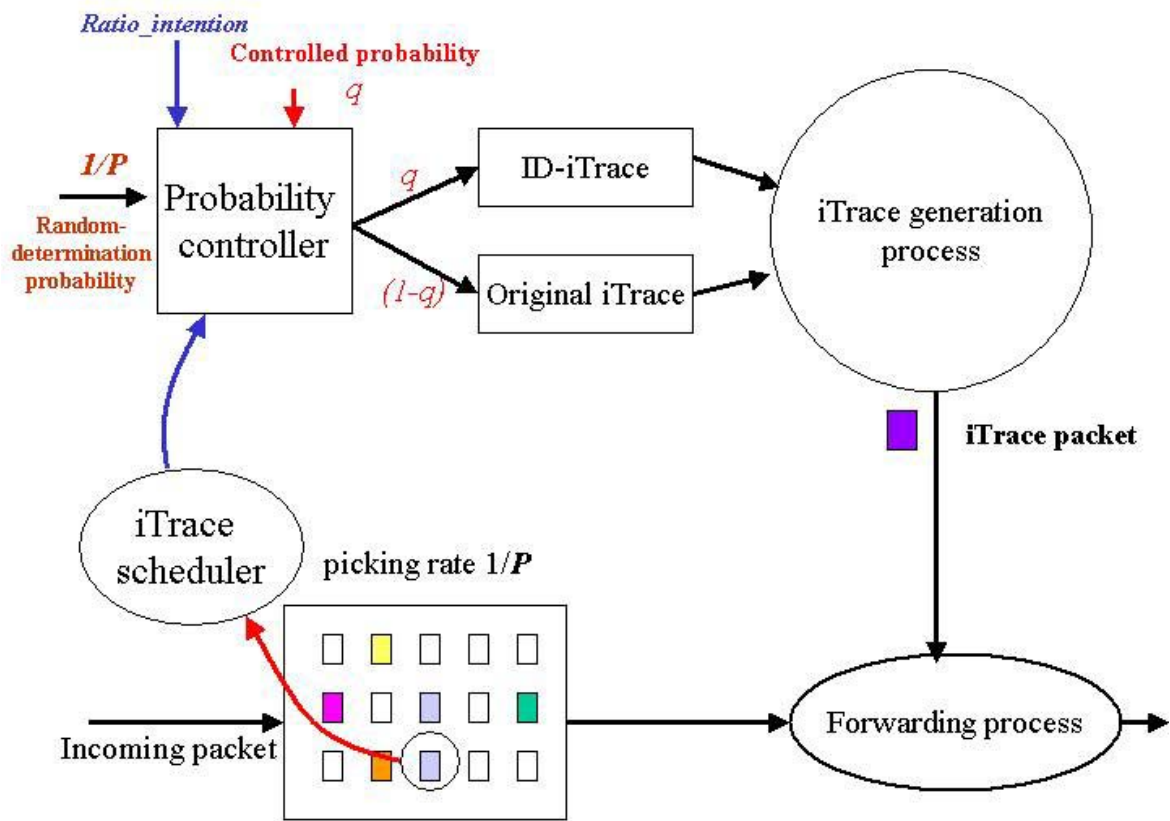 Ratio_intention
Controlled probability
q
1/P
Random-
determination
probability
Probability
controller
q
(1-q)
ID-iTrace
Original iTrace
iTrace generation
process
iTrace packet
iTrace
scheduler
picking rate 1/P
Incoming packet
Forwarding process